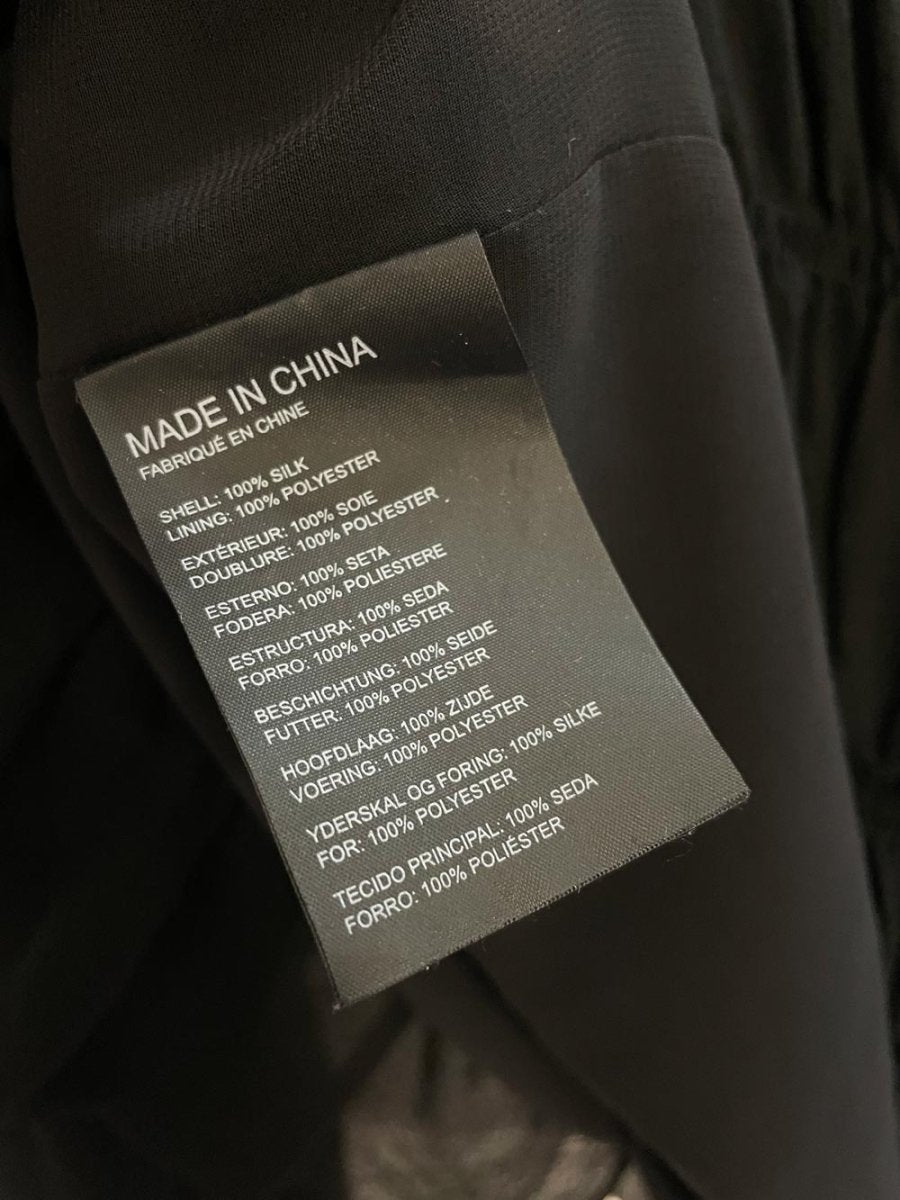 MADE IN CHINA
FABRIQUÉ EN CHINE
SHELL: 100% SILK
LINING: 100% POLYESTER
EXTÉRIEUR: 100% SOIE
DOUBLURE: 100% POLYESTER
ESTERNO: 100% SETA
FODERA: 100% POLIESTERE
ESTRUCTURA: 100% SEDA
FORRO: 100% POLIESTER
BESCHICHTUNG: 100% SEIDE
FUTTER: 100% POLYESTER
HOOFDLAAG: 100% ZIJDE
VOERING: 100% POLYESTER
YDERSKAL OG FORING: 100% SILKE
FOR: 100% POLYESTER
TECIDO PRINCIPAL: 100% SEDA
FORRO: 100% POLIÉSTER